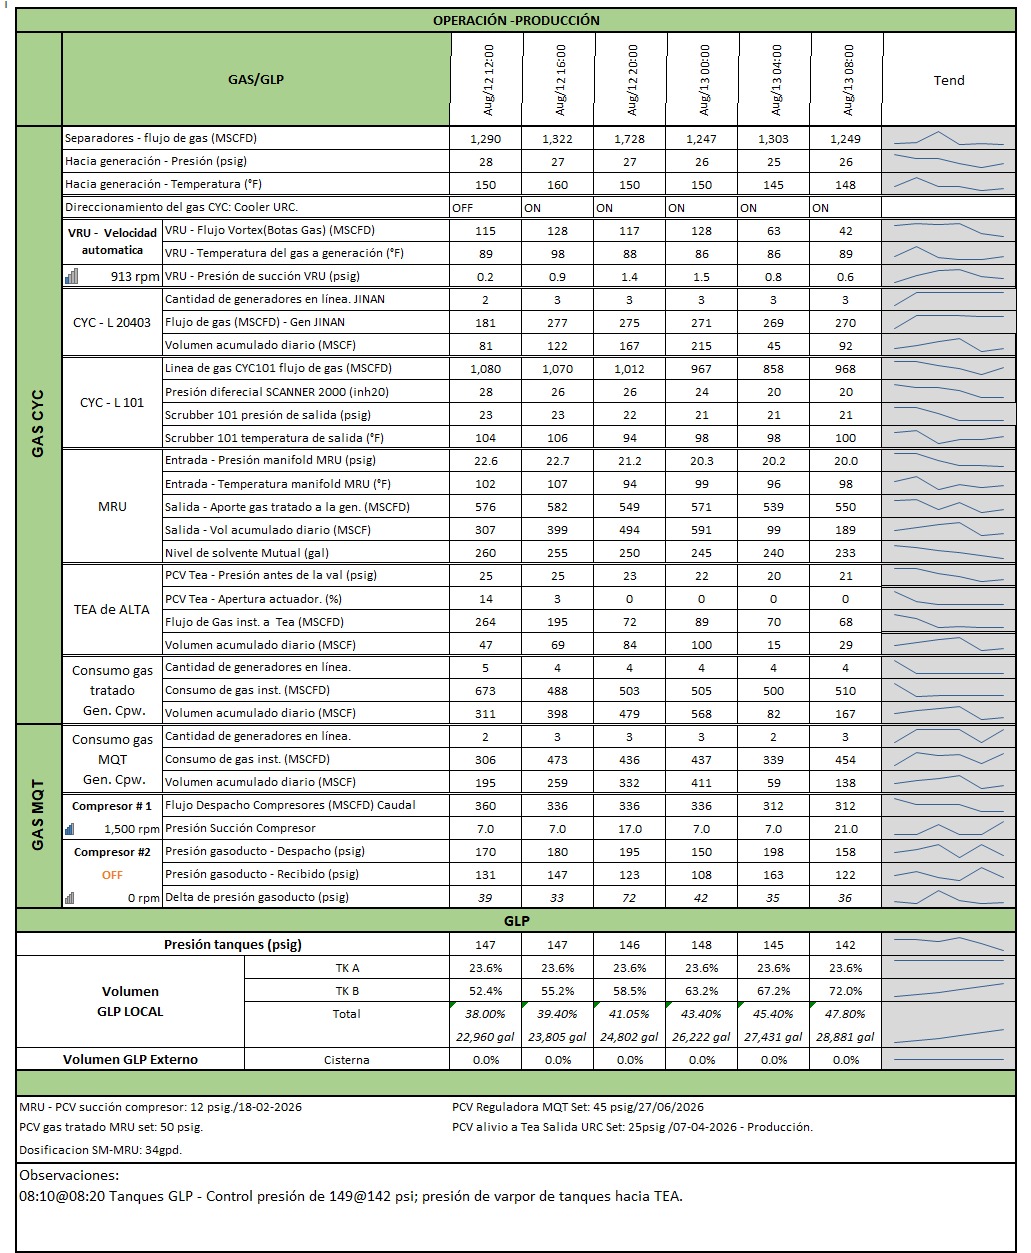 OPERACIÓN -PRODUCCIÓN
GAS/GLP Aug/12 12:00 Aug/12 16:00 Aug/12 20:00 Aug/13 00:00 Aug/13 04:00 Aug/13 08:00 Tend
GAS CYC
Separadores - flujo de gas (MSCFD) 1,290 1,322 1,728 1,247 1,303 1,249
Hacia generación - Presión (psig) 28 27 27 26 25 26
Hacia generación - Temperatura (°F) 150 160 150 150 145 148
Direccionamiento del gas CYC: Cooler URC. OFF ON ON ON ON ON
VRU - Velocidad automatica
913 rpm
VRU - Flujo Vortex(Botas Gas) (MSCFD) 115 128 117 128 63 42
VRU - Temperatura del gas a generación (°F) 89 98 88 86 86 89
VRU - Presión de succión VRU (psig) 0.2 0.9 1.4 1.5 0.8 0.6
CYC - L 20403
Cantidad de generadores en línea. JINAN 2 3 3 3 3 3
Flujo de gas (MSCFD) - Gen JINAN 181 277 275 271 269 270
Volumen acumulado diario (MSCF) 81 122 167 215 45 92
CYC - L 101
Linea de gas CYC101 flujo de gas (MSCFD) 1,080 1,070 1,012 967 858 968
Presión diferecial SCANNER 2000 (inh20) 28 26 26 24 20 20
Scrubber 101 presión de salida (psig) 23 23 22 21 21 21
Scrubber 101 temperatura de salida (°F) 104 106 94 98 98 100
MRU
Entrada - Presión manifold MRU (psig) 22.6 22.7 21.2 20.3 20.2 20.0
Entrada - Temperatura manifold MRU (°F) 102 107 94 99 96 98
Salida - Aporte gas tratado a la gen. (MSCFD) 576 582 549 571 539 550
Salida - Vol acumulado diario (MSCF) 307 399 494 591 99 189
Nivel de solvente Mutual (gal) 260 255 250 245 240 233
TEA de ALTA
PCV Tea - Presión antes de la val (psig) 25 25 23 22 20 21
PCV Tea - Apertura actuador. (%) 14 3 0 0 0 0
Flujo de Gas inst. a Tea (MSCFD) 264 195 72 89 70 68
Volumen acumulado diario (MSCF) 47 69 84 100 15 29
Consumo gas tratado Gen. Cpw.
Cantidad de generadores en línea. 5 4 4 4 4 4
Consumo de gas inst. (MSCFD) 673 488 503 505 500 510
Volumen acumulado diario (MSCF) 311 398 479 568 82 167
GAS MQT
Consumo gas MQT Gen. Cpw.
Cantidad de generadores en línea. 2 3 3 3 2 3
Consumo de gas inst. (MSCFD) 306 473 436 437 339 454
Volumen acumulado diario (MSCF) 195 259 332 411 59 138
Compresor # 1 Flujo Despacho Compresores (MSCFD) Caudal 360 336 336 336 312 312
1,500 rpm Presión Succión Compresor 7.0 7.0 17.0 7.0 7.0 21.0
Compresor #2 Presión gasoducto - Despacho (psig) 170 180 195 150 198 158
OFF Presión gasoducto - Recibido (psig) 131 147 123 108 163 122
0 rpm Delta de presión gasoducto (psig) 39 33 72 42 35 36
GLP
Presión tanques (psig) 147 147 146 148 145 142
Volumen GLP LOCAL
TK A 23.6% 23.6% 23.6% 23.6% 23.6% 23.6%
TK B 52.4% 55.2% 58.5% 63.2% 67.2% 72.0%
Total 38.00% 39.40% 41.05% 43.40% 45.40% 47.80%
22,960 gal 23,805 gal 24,802 gal 26,222 gal 27,431 gal 28,881 gal
Volumen GLP Externo Cisterna 0.0% 0.0% 0.0% 0.0% 0.0% 0.0%
MRU - PCV succión compresor: 12 psig./18-02-2026 PCV Reguladora MQT Set: 45 psig/27/06/2026
PCV gas tratado MRU set: 50 psig. PCV alivio a Tea Salida URC Set: 25psig /07-04-2026 - Producción.
Dosificacion SM-MRU: 34gpd.
Observaciones:
08:10@08:20 Tanques GLP - Control presión de 149@142 psi; presión de varpor de tanques hacia TEA.